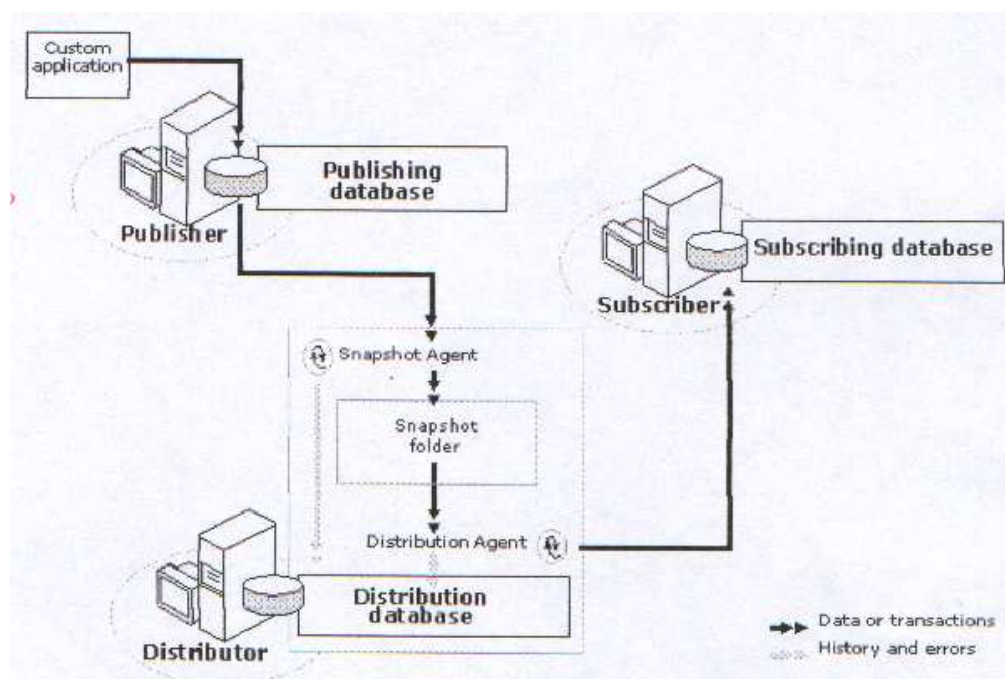 Custom
application
Publishing
database
Publisher
Subscribing database
Subscriber
Snapshot Agent
Snapshot
folder
Distribution Agent
Distribution
database
Distributor
Data or transactions
History and errors